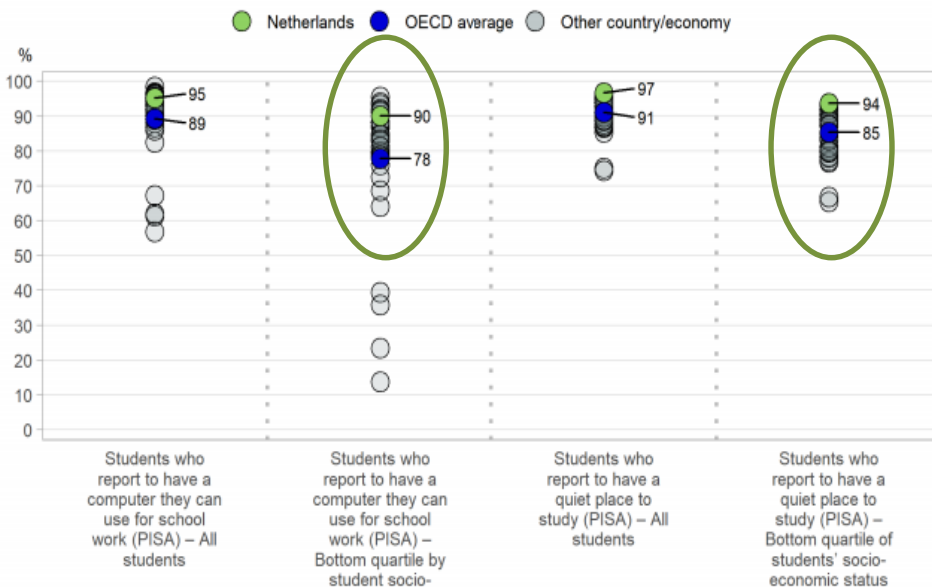 Netherlands OECD average Other country/economy
%
100
90
80
70
60
50
40
30
20
10
0
95
89
90
78
97
91
94
85
Students who
report to have a
computer they can
use for school
work (PISA) – All
students
Students who
report to have a
computer they can
use for school
work (PISA) –
Bottom quartile by
student socio-
Students who
report to have a
quiet place to
study (PISA) – All
students
Students who
report to have a
quiet place to
study (PISA) –
Bottom quartile of
students' socio-
economic status